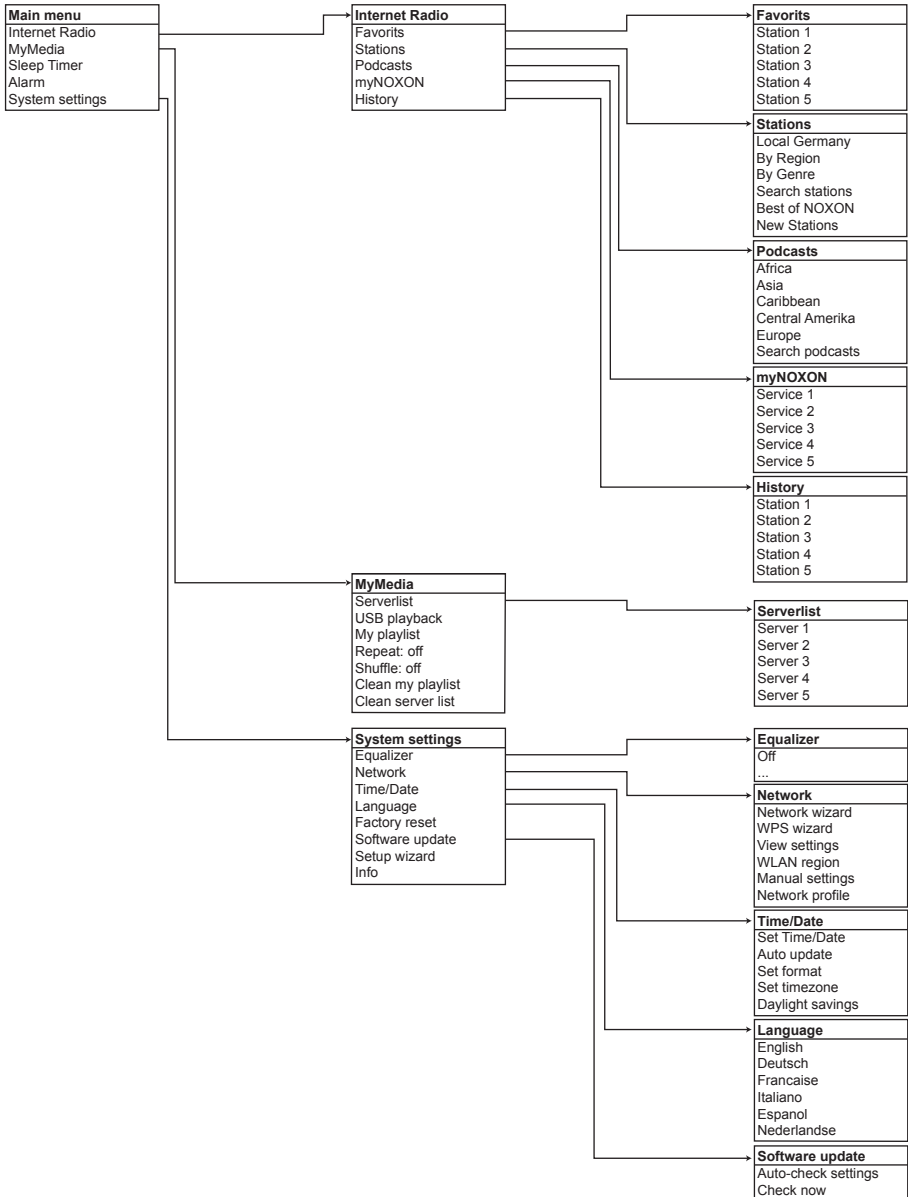 Main menu
Internet Radio
MyMedia
Sleep Timer
Alarm
System settings
Internet Radio
Favorits
Stations
Podcasts
myNOXON
History
Favorits
Station 1
Station 2
Station 3
Station 4
Station 5
Stations
Local Germany
By Region
By Genre
Search stations
Best of NOXON
New Stations
Podcasts
Africa
Asia
Caribbean
Central Amerika
Europe
Search podcasts
myNOXON
Service 1
Service 2
Service 3
Service 4
Service 5
History
Station 1
Station 2
Station 3
Station 4
Station 5
MyMedia
Serverlist
USB playback
My playlist
Repeat: off
Shuffle: off
Clean my playlist
Clean server list
Serverlist
Server 1
Server 2
Server 3
Server 4
Server 5
System settings
Equalizer
Network
Time/Date
Language
Factory reset
Software update
Setup wizard
Info
Equalizer
Off
...
Network
Network wizard
WPS wizard
View settings
WLAN region
Manual settings
Network profile
Time/Date
Set Time/Date
Auto update
Set format
Set timezone
Daylight savings
Language
English
Deutsch
Francaise
Italiano
Espanol
Nederlandse
Software update
Auto-check settings
Check now